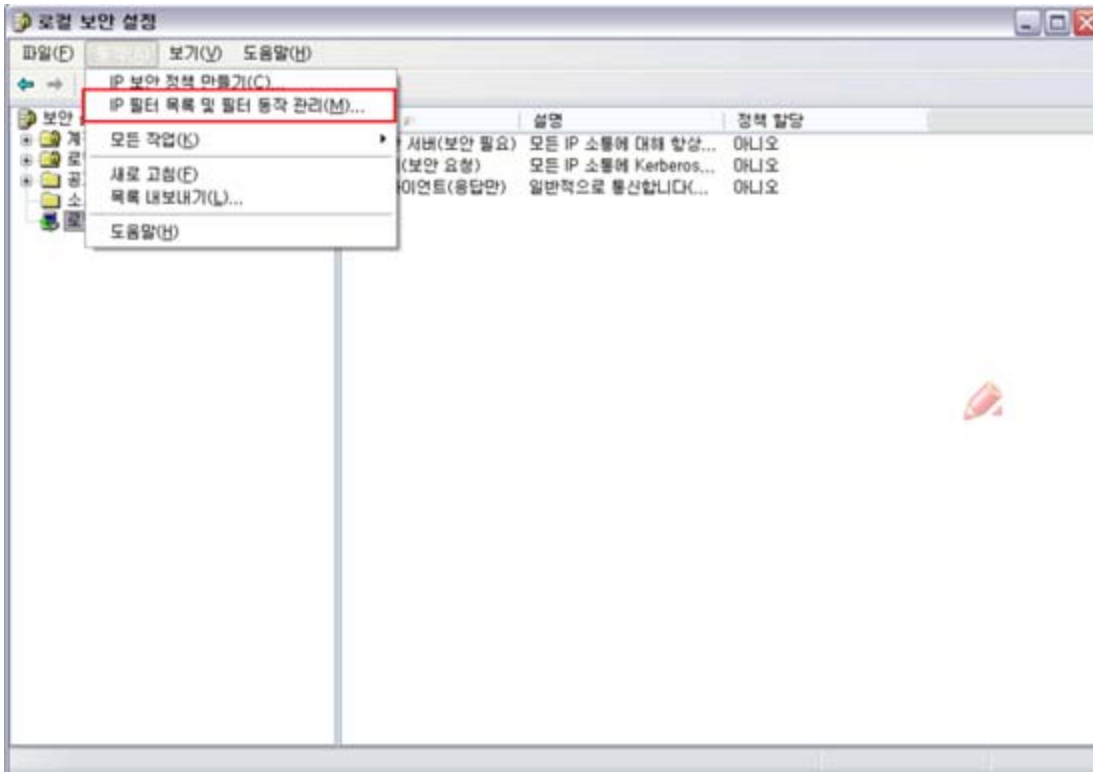 로컬 보안 설정
파일(F) 보기(V) 도움말(H)
IP 보안 정책 만들기(C)...
IP 필터 목록 및 필터 동작 관리(M)...
모든 작업(K)
새로 고침(F)
목록 내보내기(L)...
도움말(H)
보안
계
로
공
소
로
설명 정책 할당
서버(보안 필요) 모든 IP 소통에 대해 항상... 아니오
(보안 요청) 모든 IP 소통에 Kerberos... 아니오
이언트(응답만) 일반적으로 통신합니다(... 아니오